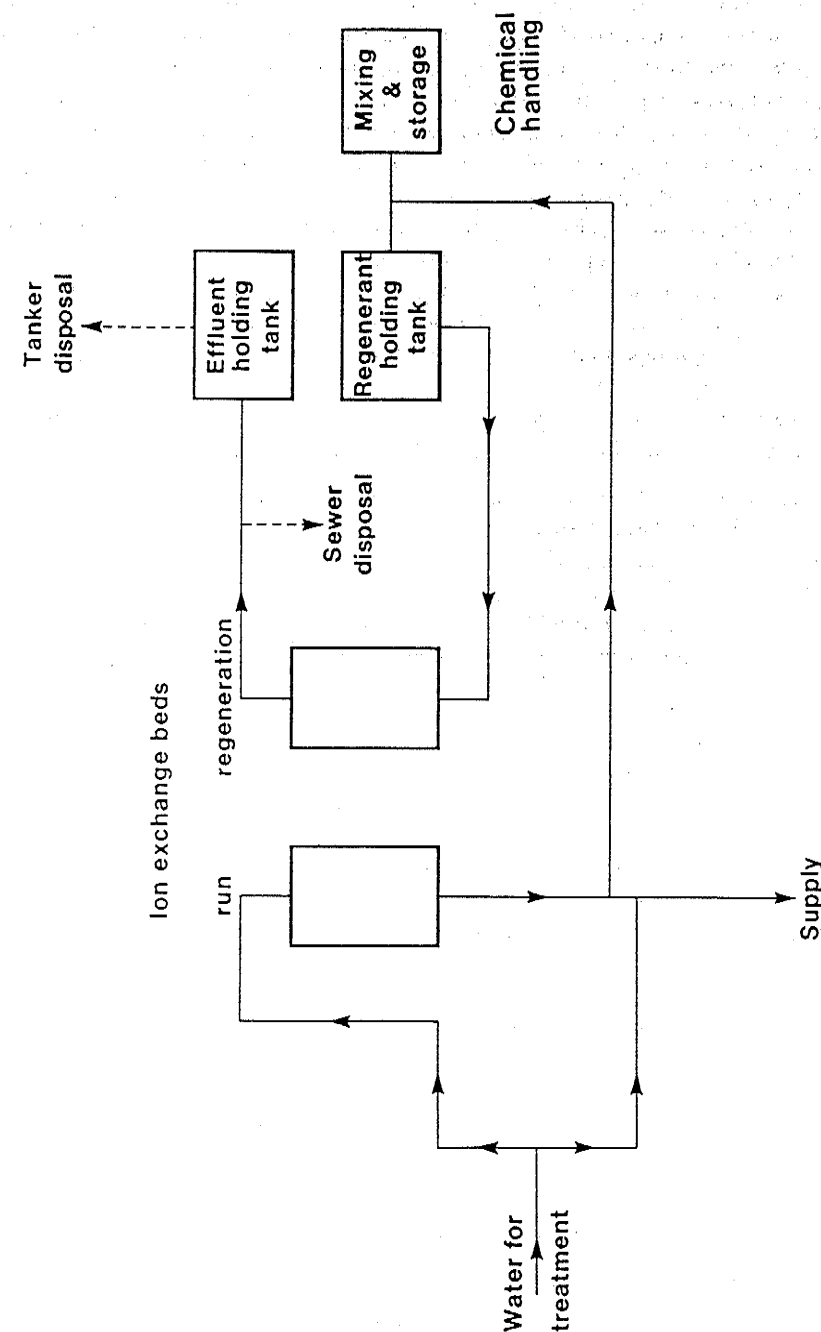 Water for
treatment
Ion exchange beds
run
regeneration
Supply
Sewer
disposal
Tanker
disposal
Effluent
holding
tank
Regenerant
holding
tank
Mixing
&
storage
Chemical
handling